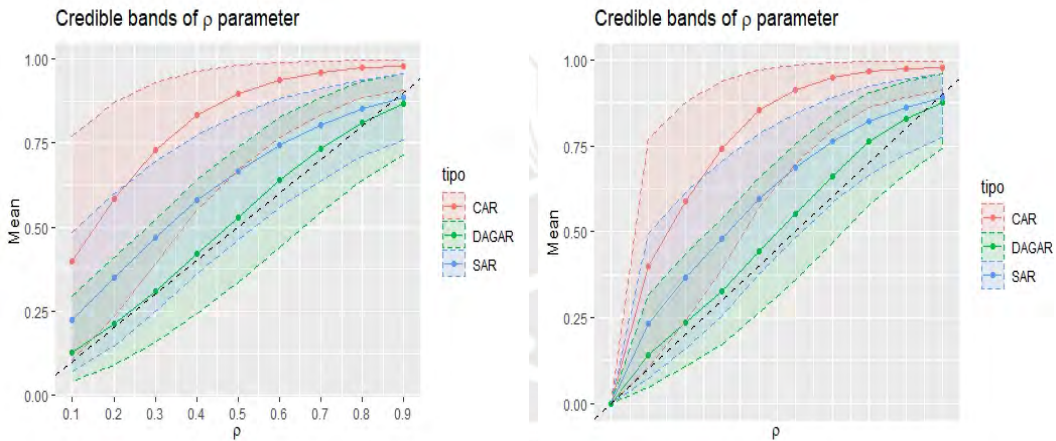 Credible bands of ρ parameter
1.00
0.75
0.50
0.25
0.00
Mean
0.1 0.2 0.3 0.4 0.5 0.6 0.7 0.8 0.9
ρ
tipo
CAR
DAGAR
SAR
Credible bands of ρ parameter
1.00
0.75
0.50
0.25
0.00
Mean
ρ
tipo
CAR
DAGAR
SAR